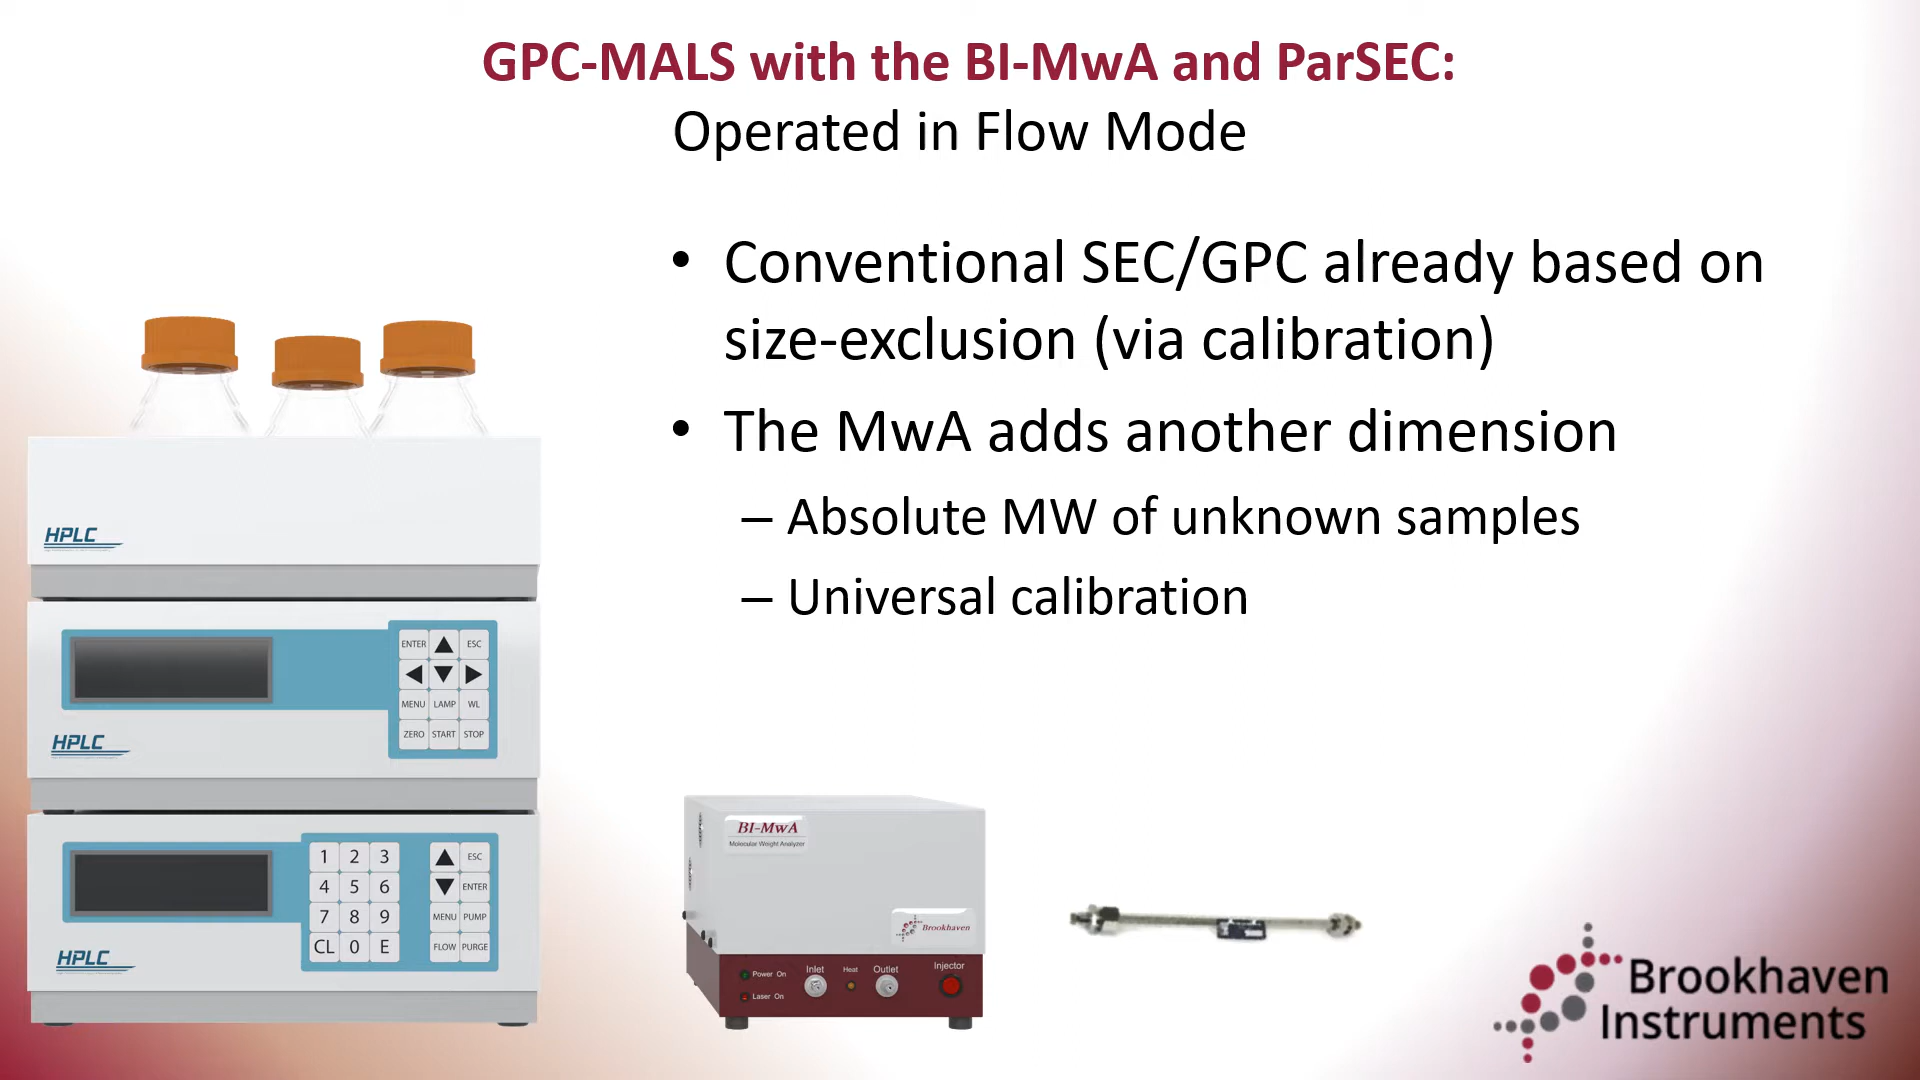 GPC-MALS with the BI-MwA and ParSEC:
Operated in Flow Mode
• Conventional SEC/GPC already based on
size-exclusion (via calibration)
• The MwA adds another dimension
– Absolute MW of unknown samples
– Universal calibration
HPLC
ENTER ▲ ESC
◀ ▼ ▶
MENU LAMP WL
ZERO START STOP
HPLC
1 2 3 ▲ ESC
4 5 6 ▼ ENTER
7 8 9 MENU PUMP
CL 0 E FLOW PURGE
HPLC
BI-MwA
Molecular Weight Analyzer
Brookhaven
Power On
Laser On
Inlet
Heat
Outlet
Injector
Brookhaven
Instruments